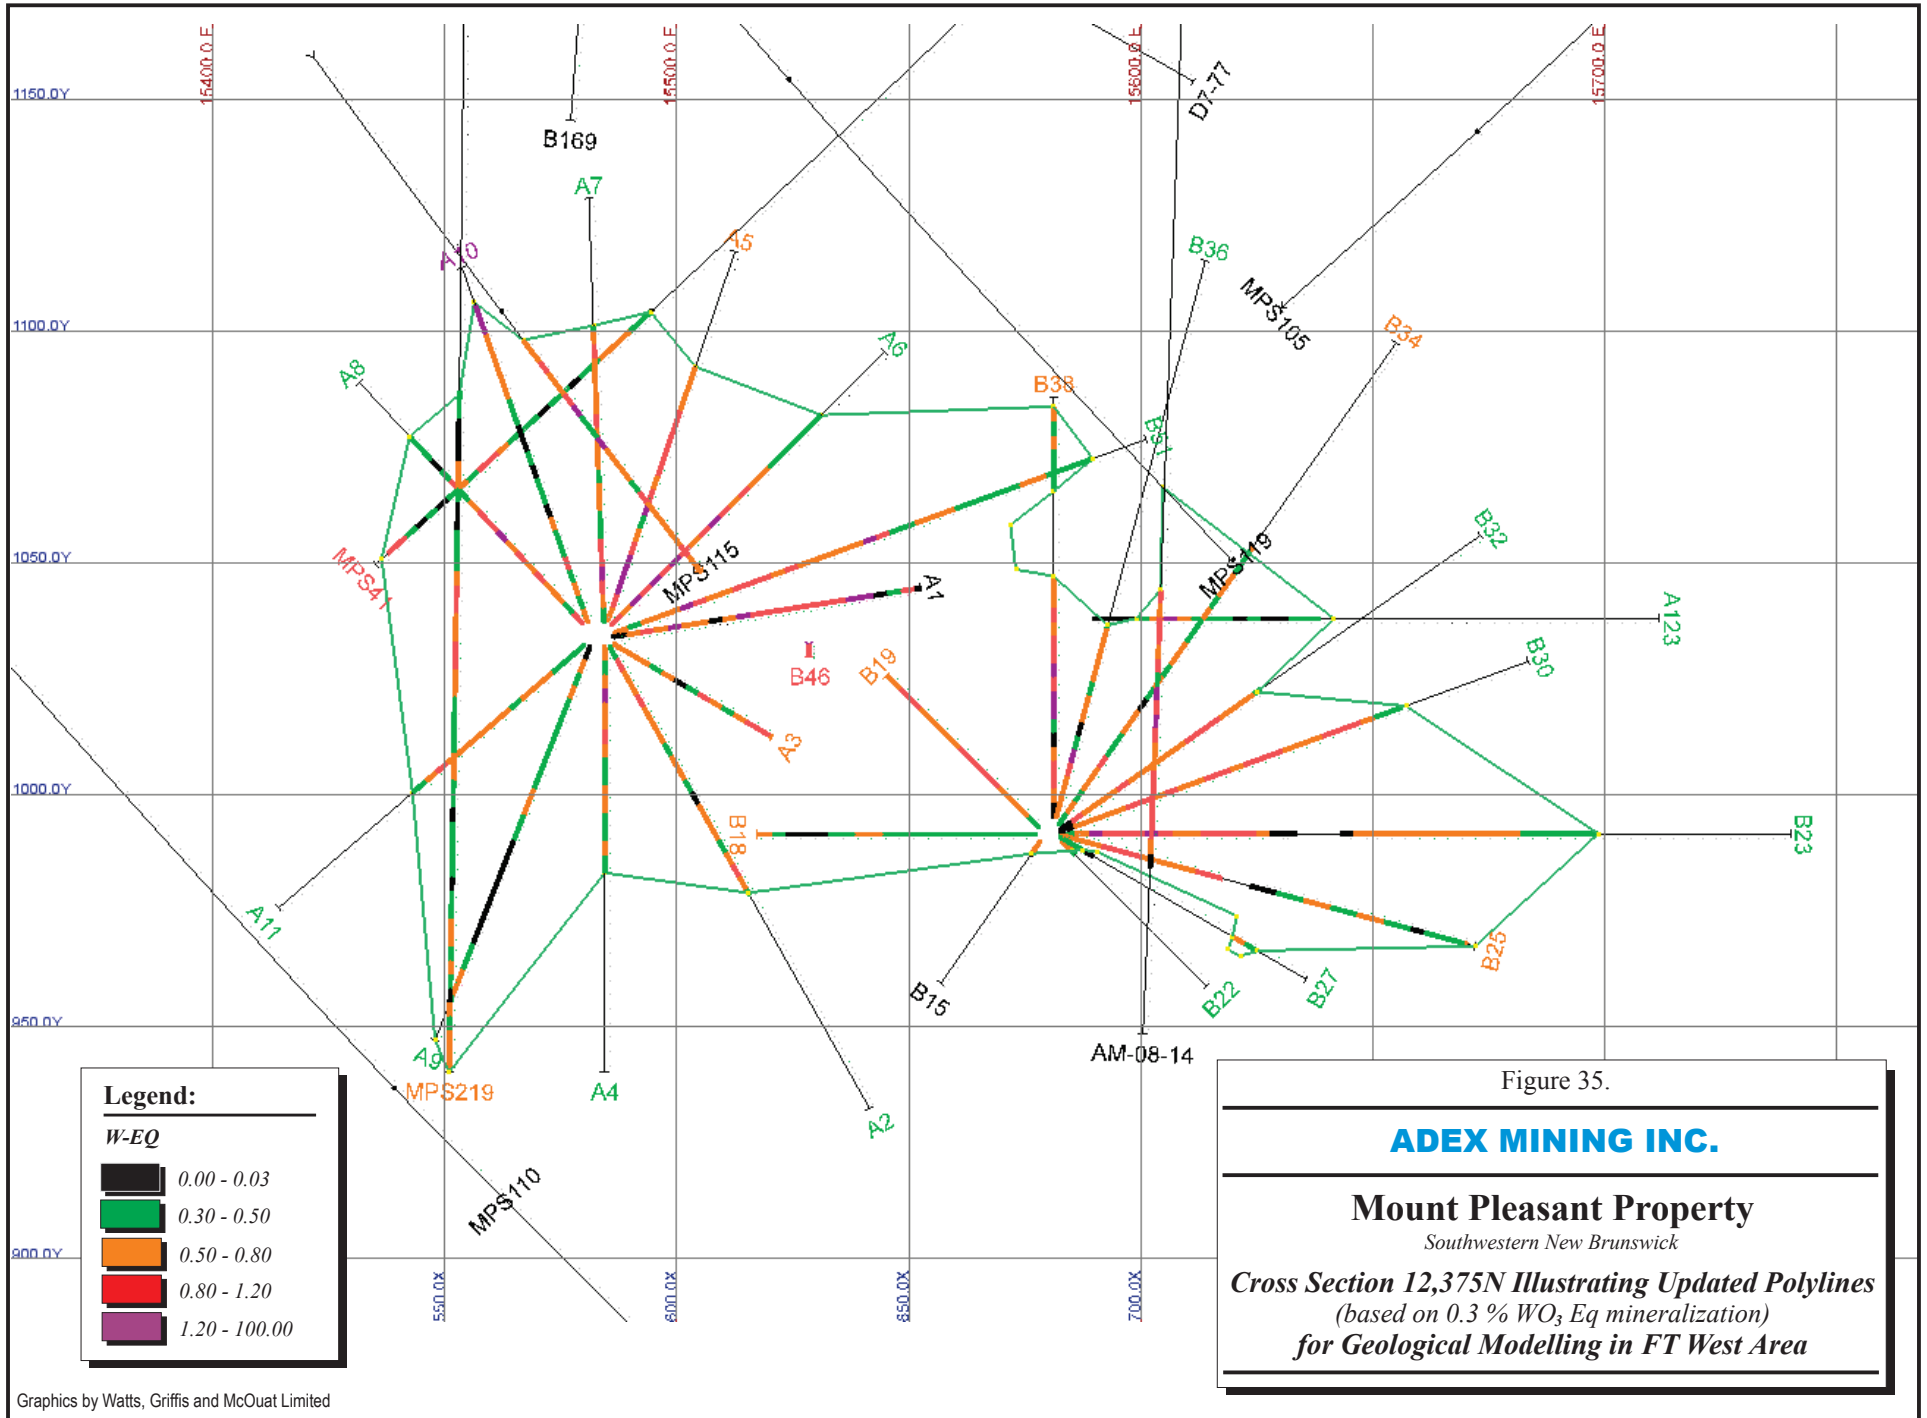 15400.0 E
15500.0 E
15600.0 E
15700.0 E
1150.0Y
1100.0Y
1050.0Y
1000.0Y
950.0Y
900.0Y
B169
D7-77
A7
A10
A5
B36
MPS105
B34
A8
A6
B38
B31
B32
MPS41
MPS115
MPS119
A1
A123
B46
B19
B30
A3
B18
B23
A11
B25
B15
B22
B27
A9
MPS219
A4
A2
AM-08-14
MPS110
550.0X
600.0X
650.0X
700.0X
Legend:
W-EQ
0.00 - 0.03
0.30 - 0.50
0.50 - 0.80
0.80 - 1.20
1.20 - 100.00
Figure 35.
ADEX MINING INC.
Mount Pleasant Property
Southwestern New Brunswick
Cross Section 12,375N Illustrating Updated Polylines
(based on 0.3 % WO₃ Eq mineralization)
for Geological Modelling in FT West Area
Graphics by Watts, Griffis and McOuat Limited